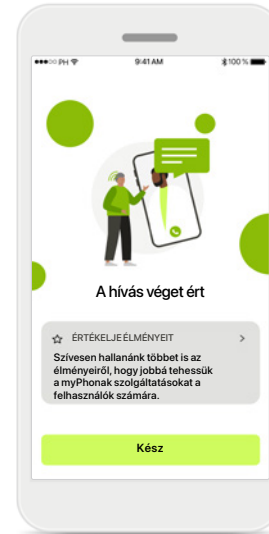 PH 9:41 AM 100 %
A hívás véget ért
ÉRTÉKELJE ÉLMÉNYEIT
Szívesen hallanánk többet is az
élményeiről, hogy jobbá tehessük
a myPhonak szolgáltatásokat a
felhasználók számára.
Kész